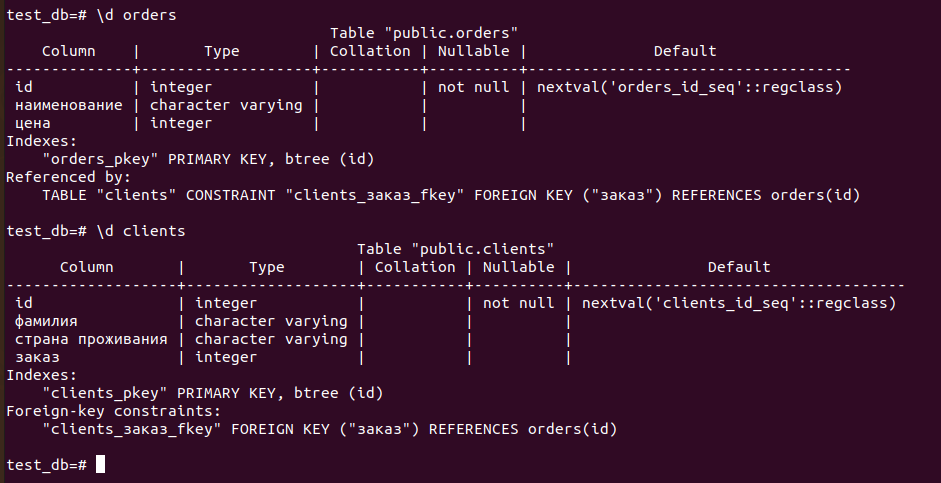 test_db=# \d orders
                                    Table "public.orders"
    Column    |       Type        | Collation | Nullable |              Default
--------------+-------------------+-----------+----------+------------------------------------
 id           | integer           |           | not null | nextval('orders_id_seq'::regclass)
 наименование | character varying |           |          |
 цена         | integer           |           |          |
Indexes:
    "orders_pkey" PRIMARY KEY, btree (id)
Referenced by:
    TABLE "clients" CONSTRAINT "clients_заказ_fkey" FOREIGN KEY ("заказ") REFERENCES orders(id)

test_db=# \d clients
                                       Table "public.clients"
      Column       |       Type        | Collation | Nullable |               Default
-------------------+-------------------+-----------+----------+-------------------------------------
 id                | integer           |           | not null | nextval('clients_id_seq'::regclass)
 фамилия           | character varying |           |          |
 страна проживания | character varying |           |          |
 заказ             | integer           |           |          |
Indexes:
    "clients_pkey" PRIMARY KEY, btree (id)
Foreign-key constraints:
    "clients_заказ_fkey" FOREIGN KEY ("заказ") REFERENCES orders(id)

test_db=#